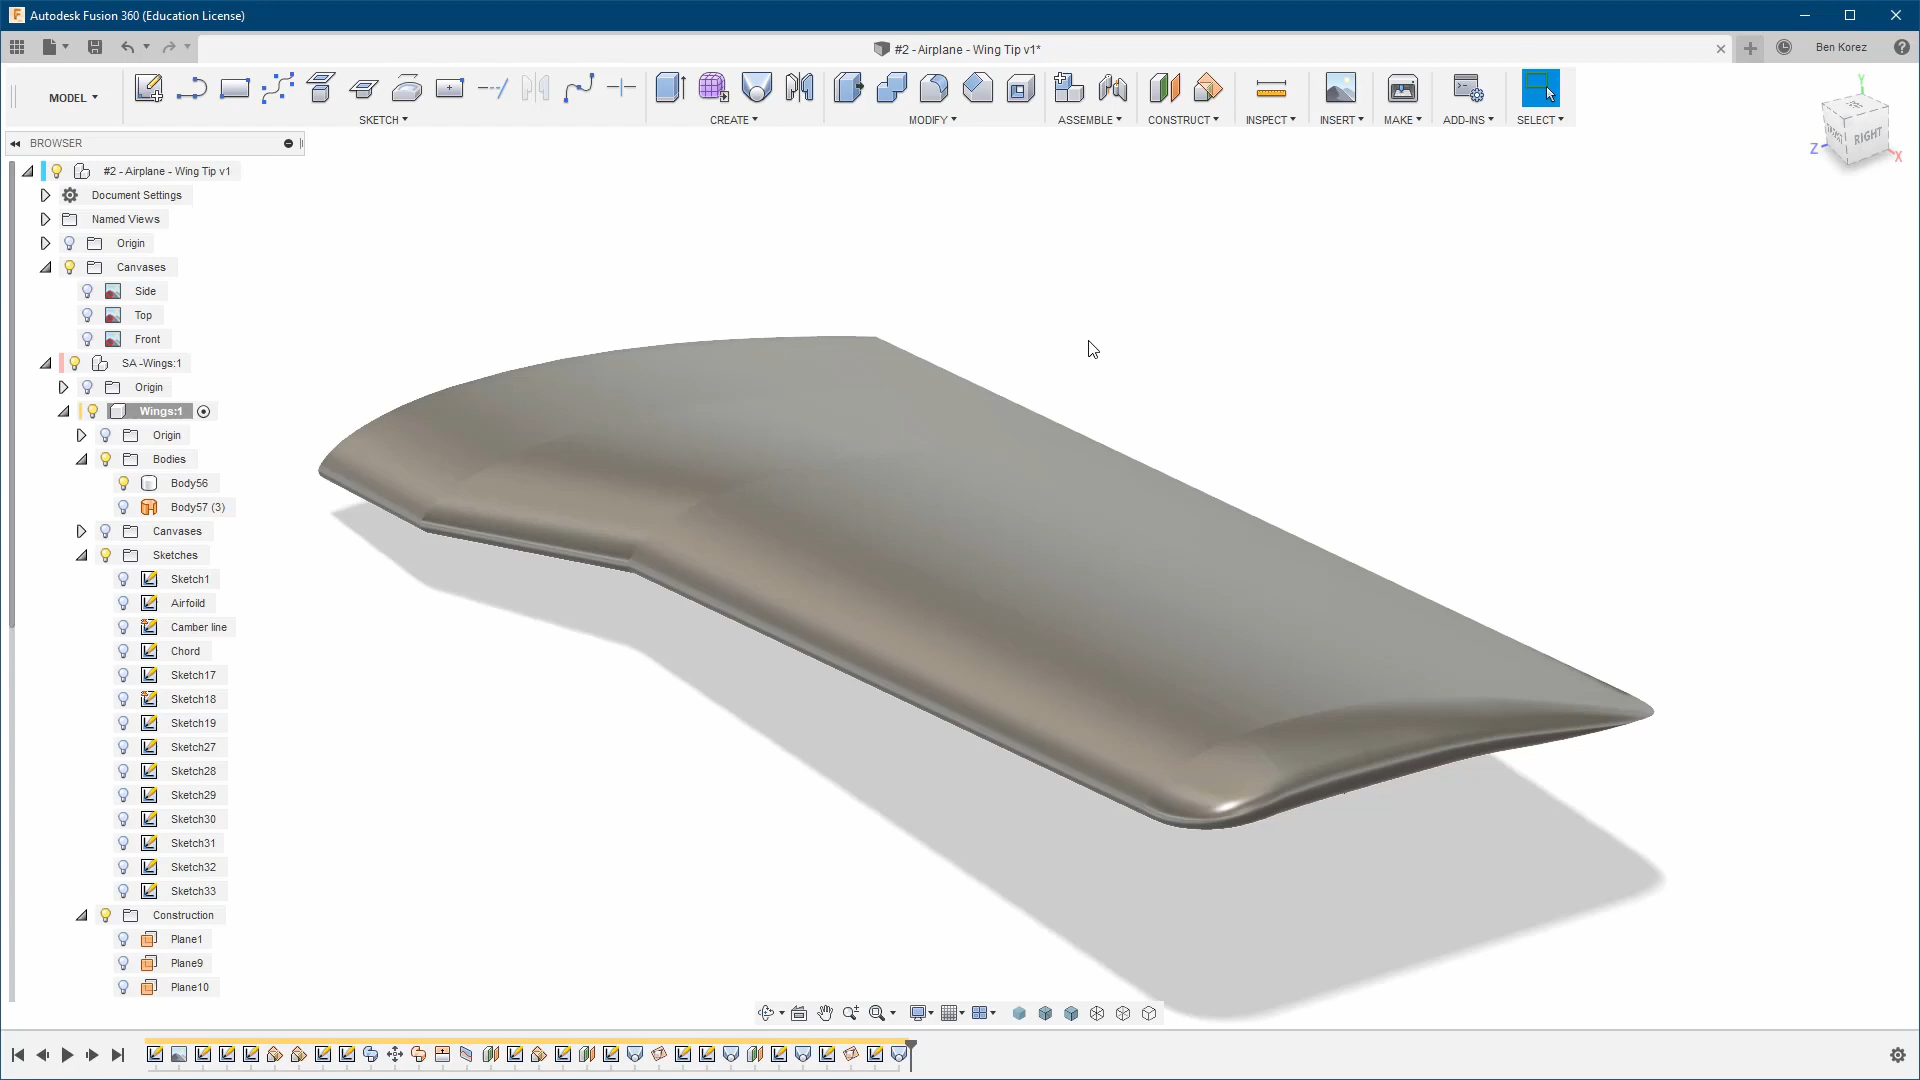 Autodesk Fusion 360 (Education License)
#2 - Airplane - Wing Tip v1*
Ben Korez
MODEL
SKETCH
CREATE
MODIFY
ASSEMBLE
CONSTRUCT
INSPECT
INSERT
MAKE
ADD-INS
SELECT
Y
RIGHT
Z
X
BROWSER
#2 - Airplane - Wing Tip v1
Document Settings
Named Views
Origin
Canvases
Side
Top
Front
SA -Wings:1
Origin
Wings:1
Origin
Bodies
Body56
Body57 (3)
Canvases
Sketches
Sketch1
Airfoild
Camber line
Chord
Sketch17
Sketch18
Sketch19
Sketch27
Sketch28
Sketch29
Sketch30
Sketch31
Sketch32
Sketch33
Construction
Plane1
Plane9
Plane10